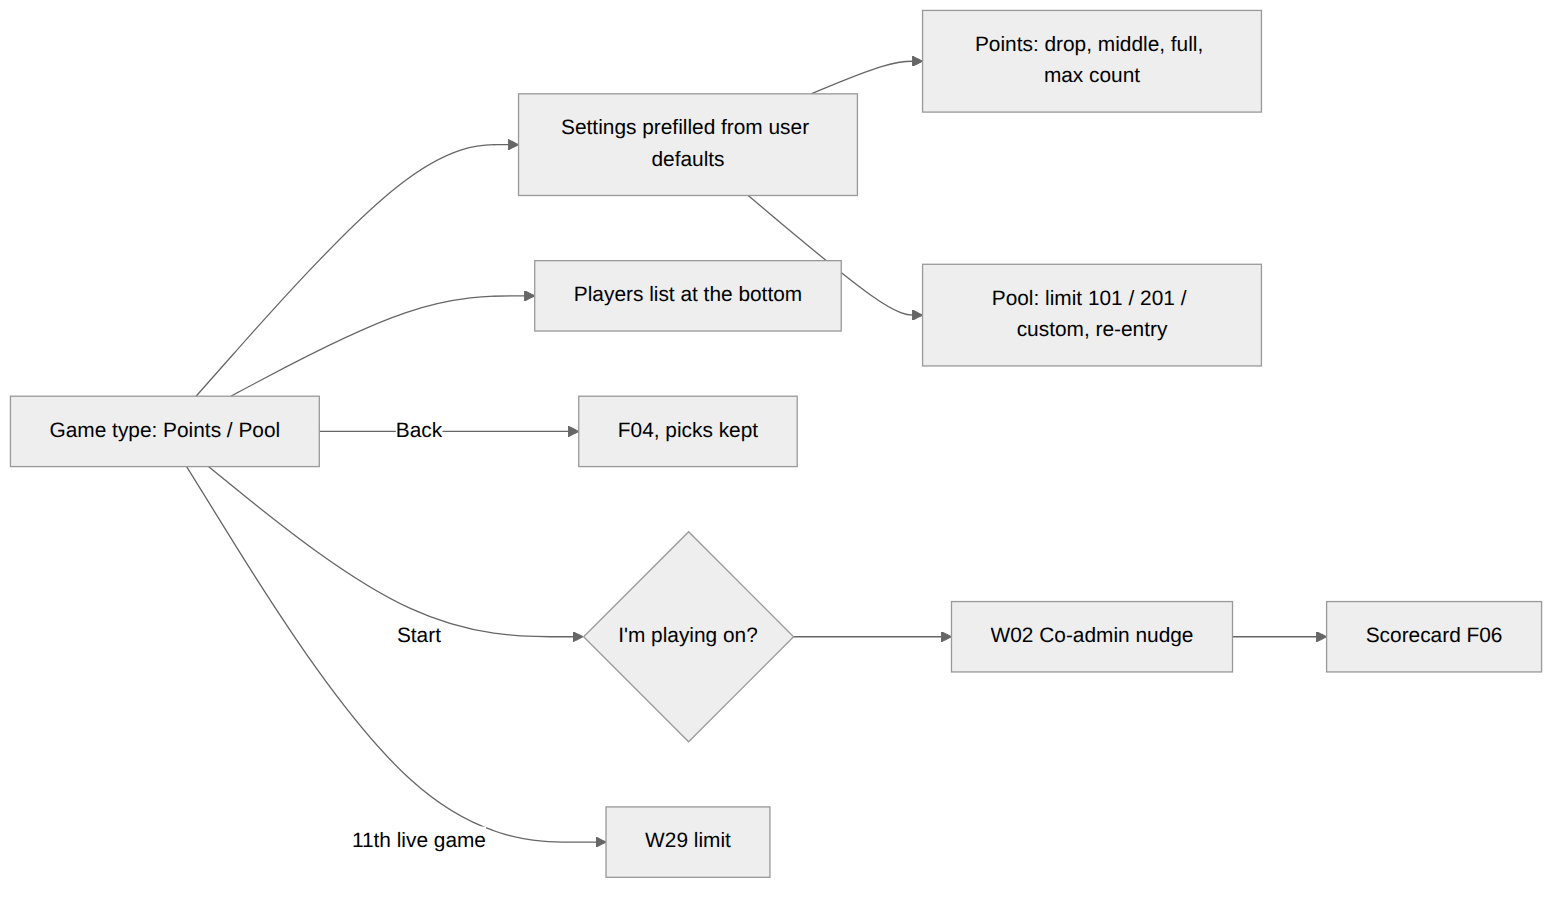 Points: drop, middle, full,
max count
Settings prefilled from user
defaults
Players list at the bottom
Pool: limit 101 / 201 /
custom, re-entry
Game type: Points / Pool
Back
F04, picks kept
Start
I'm playing on?
W02 Co-admin nudge
Scorecard F06
11th live game
W29 limit